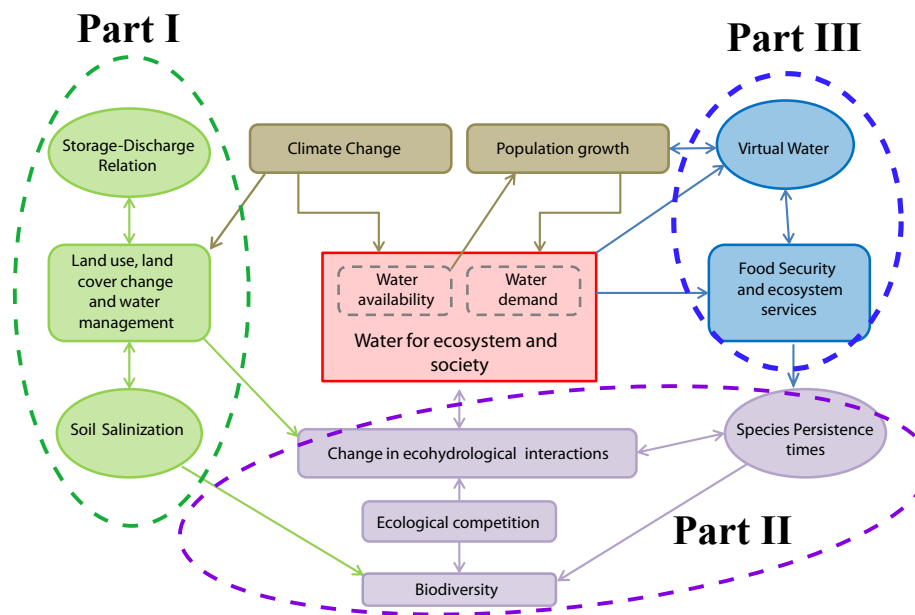 Part I
Part III
Storage-Discharge
Relation
Climate Change
Population growth
Virtual Water
Land use, land
cover change
and water
management
Water
availability
Water
demand
Water for ecosystem and
society
Food Security
and ecosystem
services
Soil Salinization
Change in ecohydrological interactions
Species Persistence
times
Ecological competition
Part II
Biodiversity